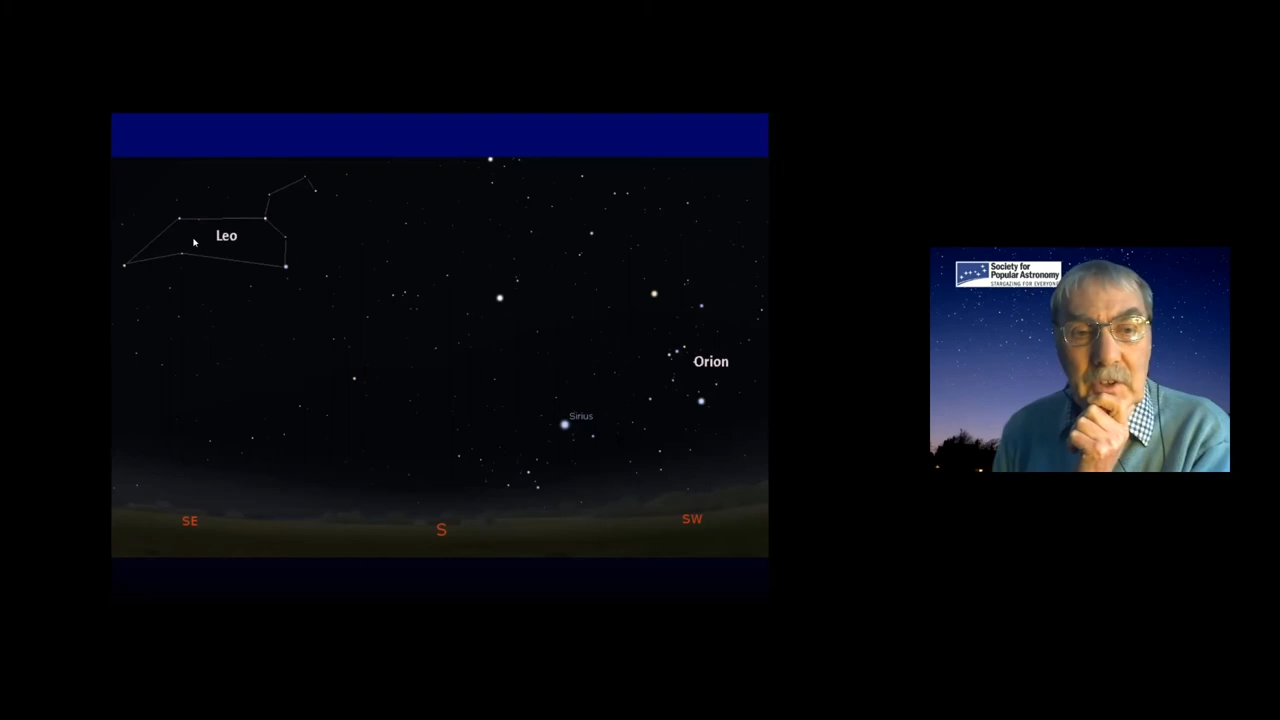 Leo
Orion
Sirius
SE
S
SW
Society for
Popular Astronomy
STARGAZING FOR EVERYONE